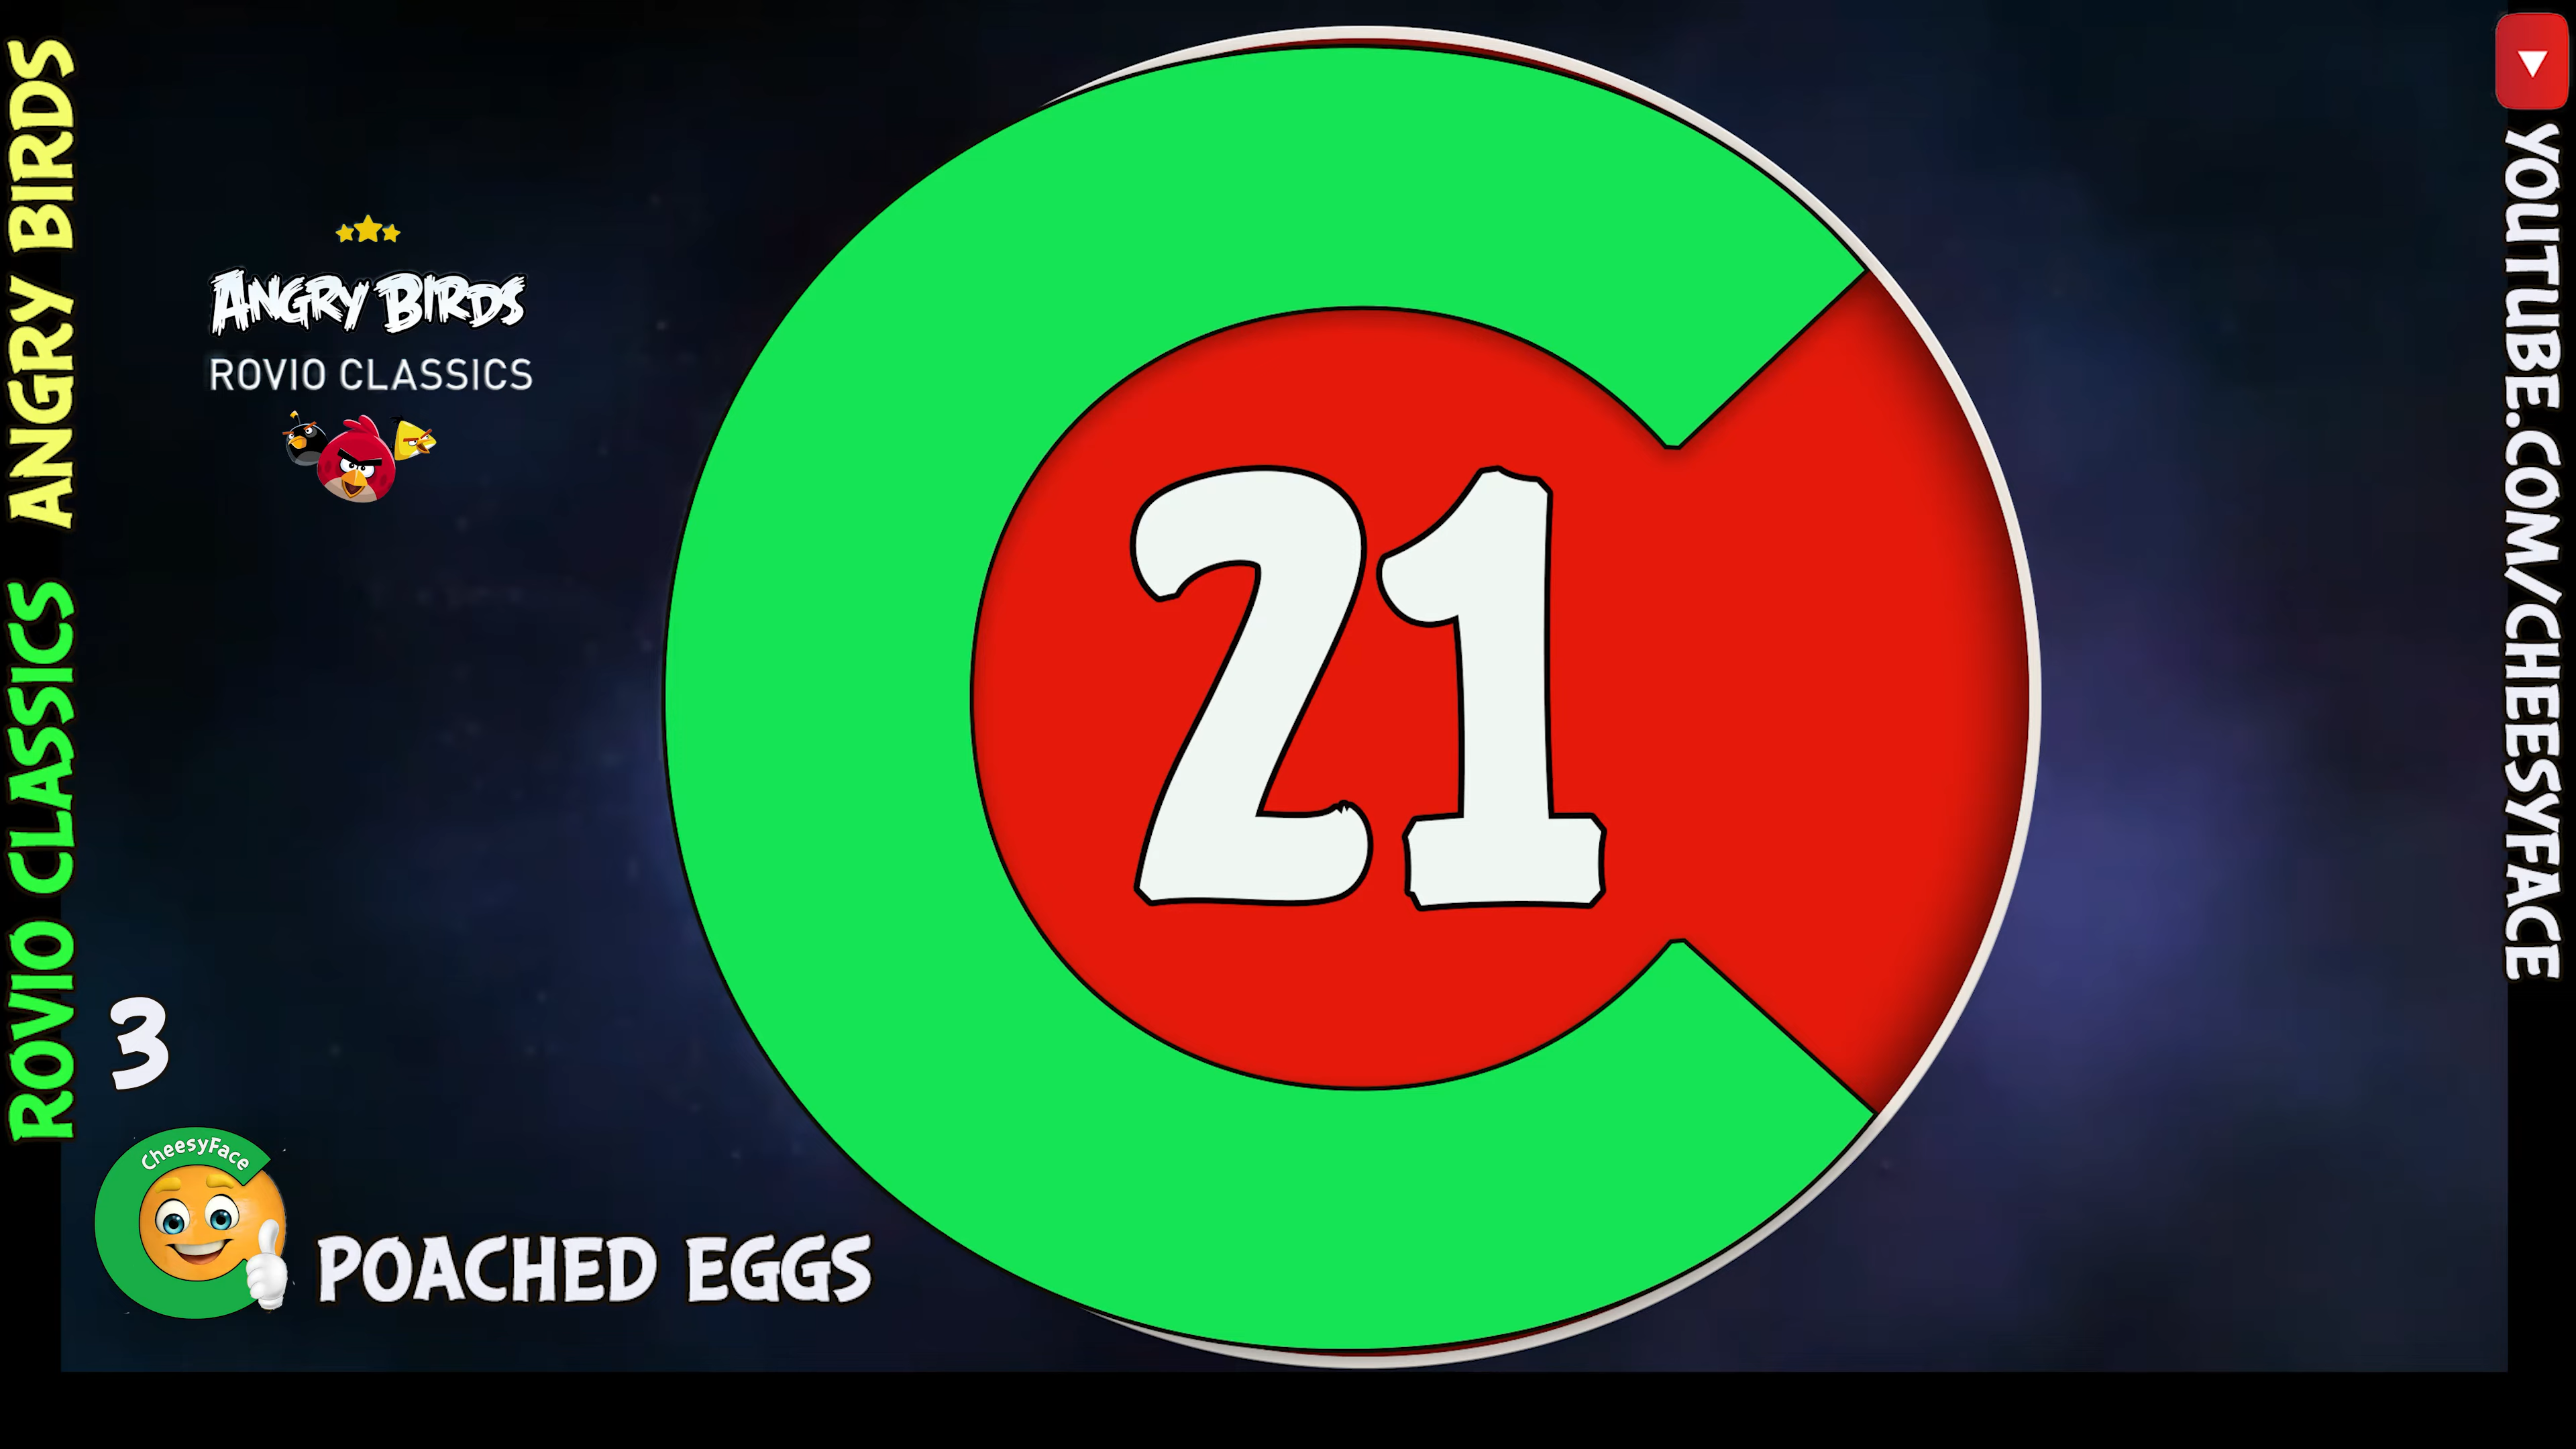 ANGRY BIRDS
ROVIO CLASSICS
ANGRY BIRDS
ROVIO CLASSICS
21
3
CheesyFace
POACHED EGGS
YOUTUBE.COM/CHEESYFACE